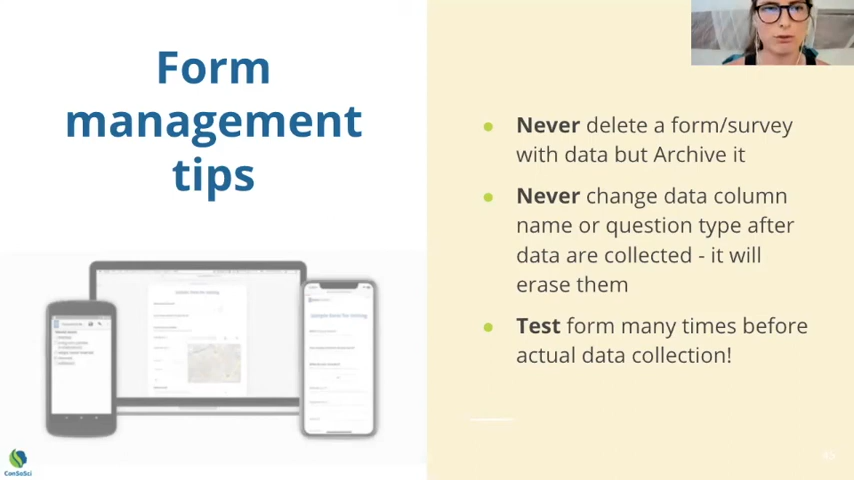 Form
management
tips
● Never delete a form/survey
with data but Archive it
● Never change data column
name or question type after
data are collected - it will
erase them
● Test form many times before
actual data collection!
ConSoSci